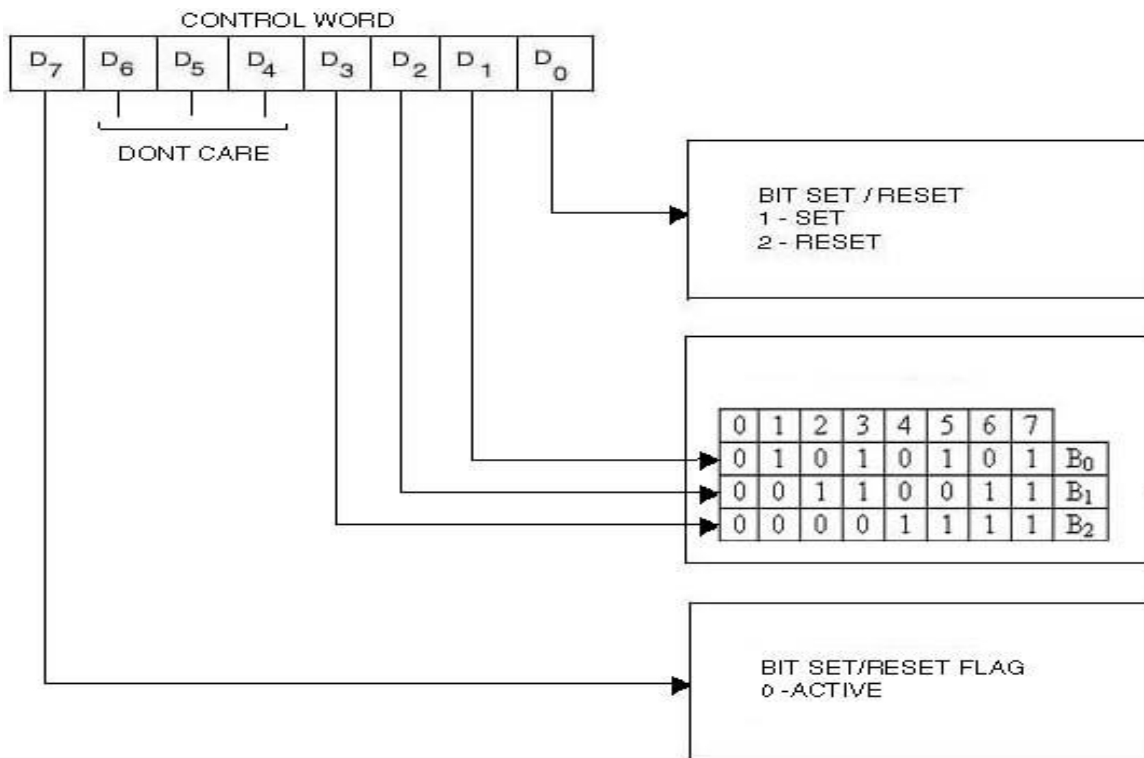 CONTROL WORD
D7 D6 D5 D4 D3 D2 D1 D0
DONT CARE
BIT SET / RESET
1 - SET
2 - RESET
0 1 2 3 4 5 6 7
0 1 0 1 0 1 0 1 B0
0 0 1 1 0 0 1 1 B1
0 0 0 0 1 1 1 1 B2
BIT SET/RESET FLAG
0 -ACTIVE